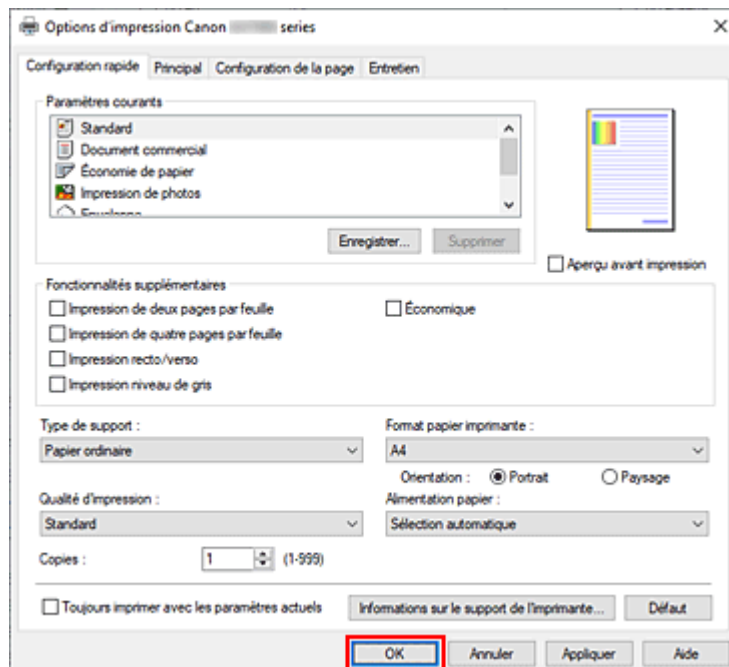 Options d'impression Canon series
Configuration rapide Principal Configuration de la page Entretien
Paramètres courants
Standard
Document commercial
Économie de papier
Impression de photos
Enregistrer... Supprimer
Aperçu avant impression
Fonctionnalités supplémentaires
Impression de deux pages par feuille Économique
Impression de quatre pages par feuille
Impression recto/verso
Impression niveau de gris
Type de support : Format papier imprimante :
Papier ordinaire A4
Orientation : Portrait Paysage
Qualité d'impression : Alimentation papier :
Standard Sélection automatique
Copies : 1 (1-999)
Toujours imprimer avec les paramètres actuels Informations sur le support de l'imprimante... Défaut
OK Annuler Appliquer Aide